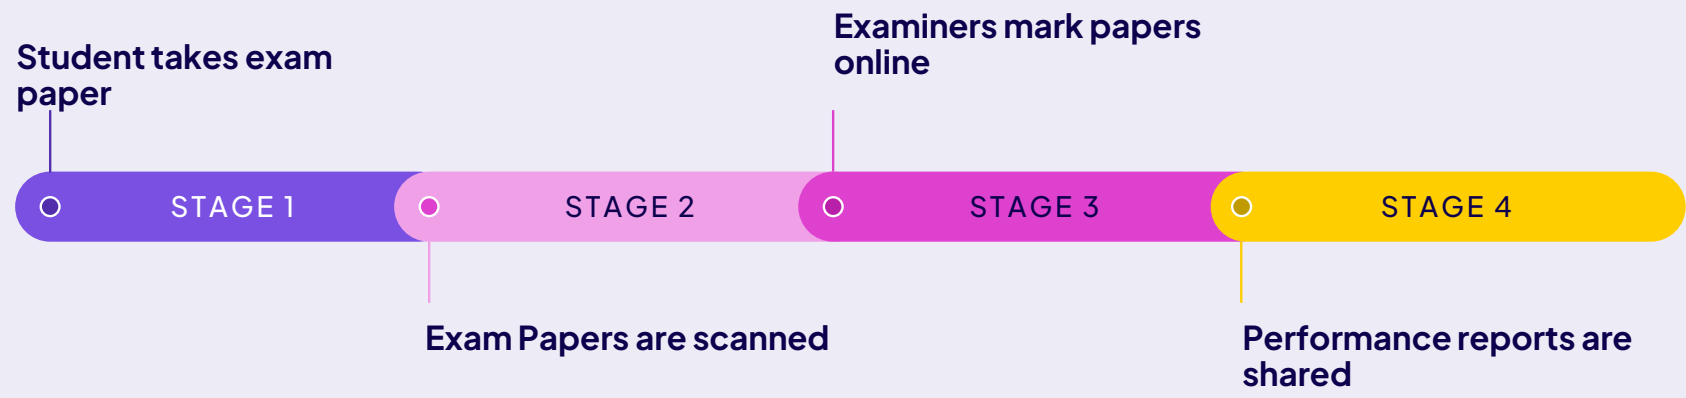 Student takes exam
paper
STAGE 1
Exam Papers are scanned
STAGE 2
Examiners mark papers
online
STAGE 3
STAGE 4
Performance reports are
shared